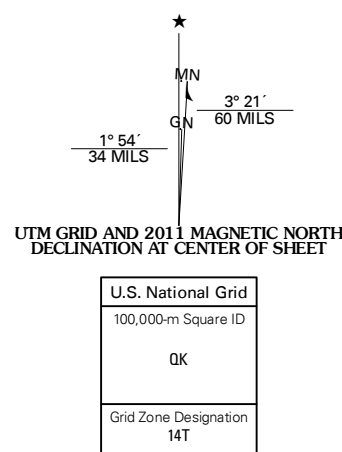 ★
MN
3° 21´
60 MILS
GN
1° 54´
34 MILS
UTM GRID AND 2011 MAGNETIC NORTH
DECLINATION AT CENTER OF SHEET
U.S. National Grid
100,000-m Square ID
QK
Grid Zone Designation
14T